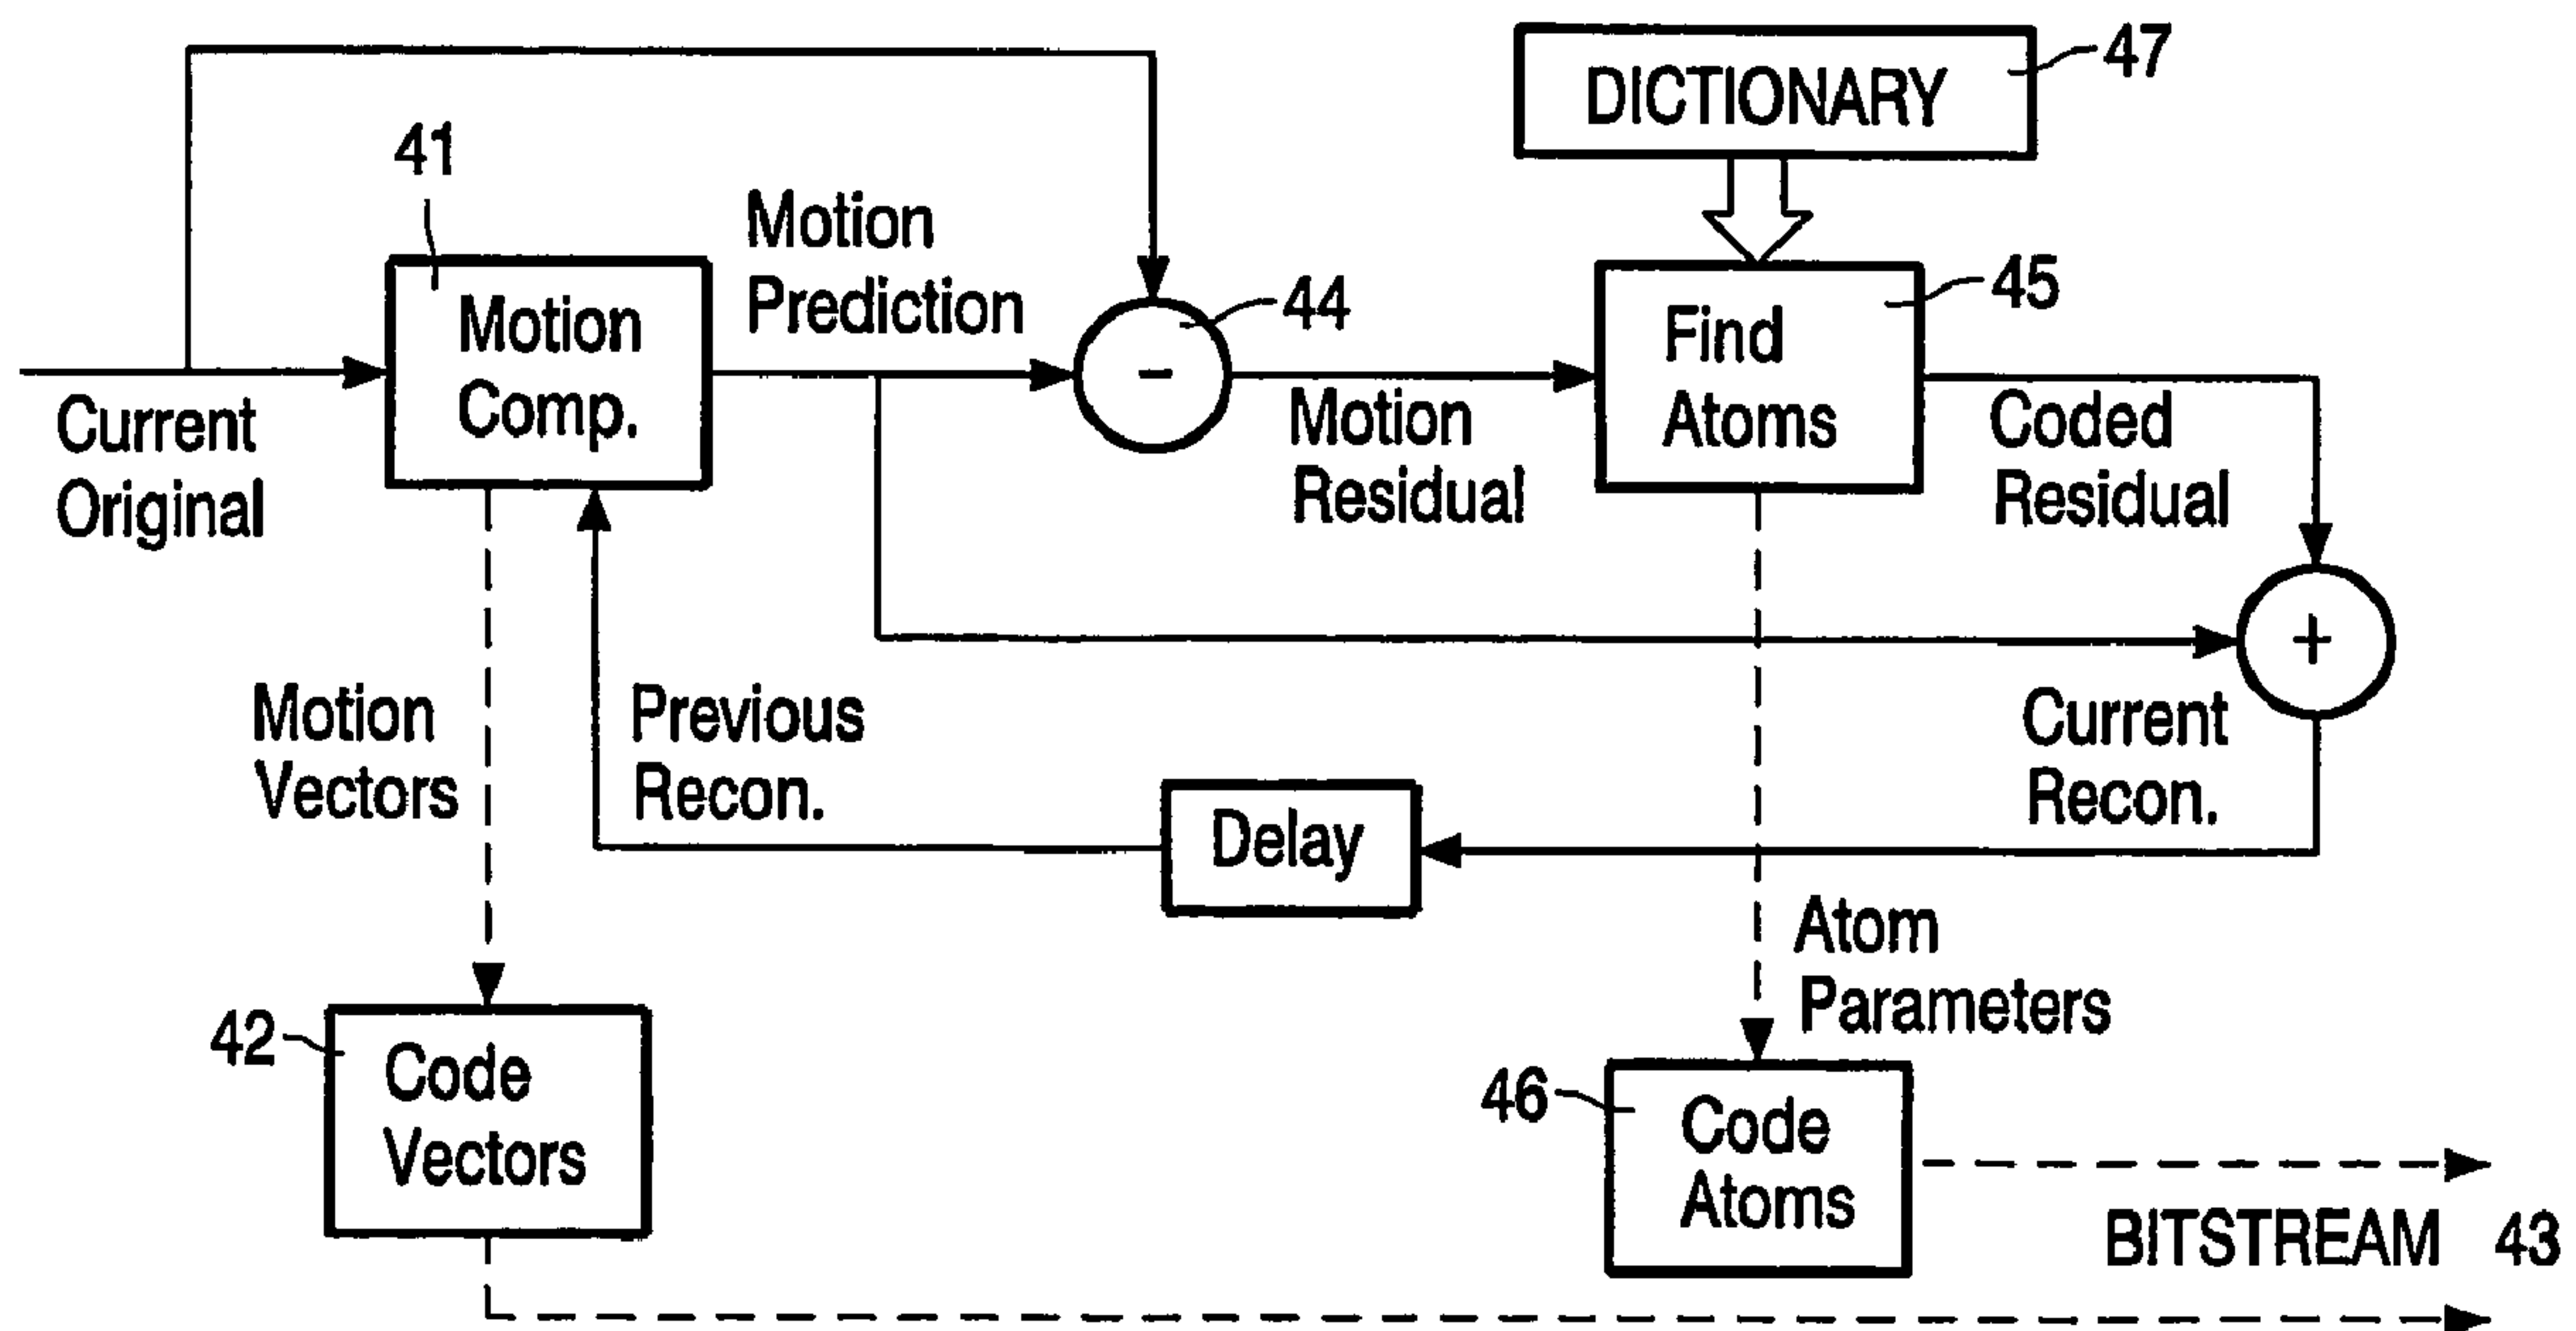 47
DICTIONARY
41
Motion
Prediction
44
45
Motion
Comp.
Find
Atoms
-
Current
Original
Motion
Residual
Coded
Residual
+
Motion
Vectors
Previous
Recon.
Current
Recon.
Delay
Atom
Parameters
42
Code
Vectors
46
Code
Atoms
BITSTREAM 43